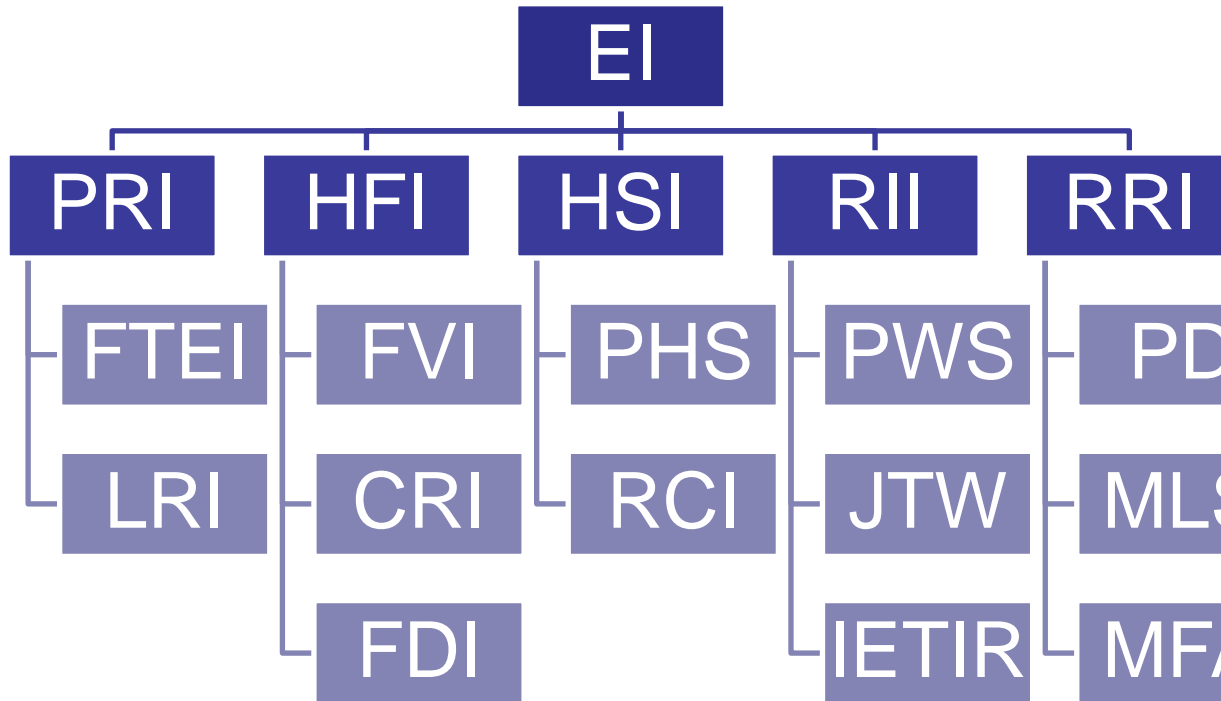 EI
PRI
HFI
HSI
RII
RRI
FTEI
FVI
PHS
PWS
CRI
LRI
RCI
JTW
FDI
IETIR